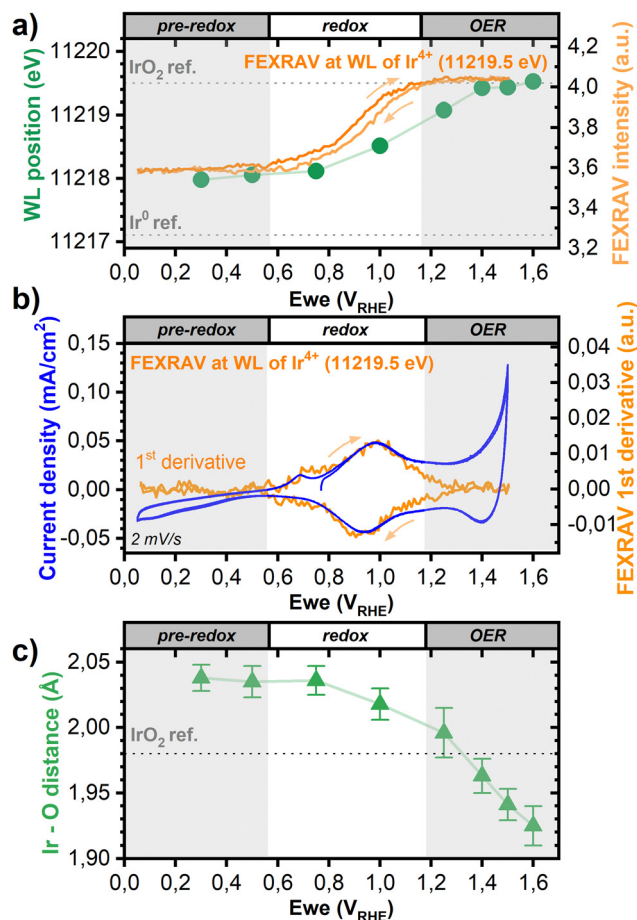 a)
pre-redox redox OER
11220
11219
11218
11217
WL position (eV)
IrO2 ref.
FEXRAV at WL of Ir⁴⁺ (11219.5 eV)
Ir⁰ ref.
4,2
4,0
3,8
3,6
3,4
3,2
FEXRAV intensity (a.u.)
0,0 0,2 0,4 0,6 0,8 1,0 1,2 1,4 1,6
Ewe (VRHE)
b)
pre-redox redox OER
0,15
0,10
0,05
0,00
-0,05
Current density (mA/cm²)
FEXRAV at WL of Ir⁴⁺ (11219.5 eV)
1st derivative
2 mV/s
0,04
0,03
0,02
0,01
0,00
-0,01
FEXRAV 1st derivative (a.u.)
0,0 0,2 0,4 0,6 0,8 1,0 1,2 1,4 1,6
Ewe (VRHE)
c)
pre-redox redox OER
2,05
2,00
1,95
1,90
Ir - O distance (Å)
IrO2 ref.
0,0 0,2 0,4 0,6 0,8 1,0 1,2 1,4 1,6
Ewe (VRHE)